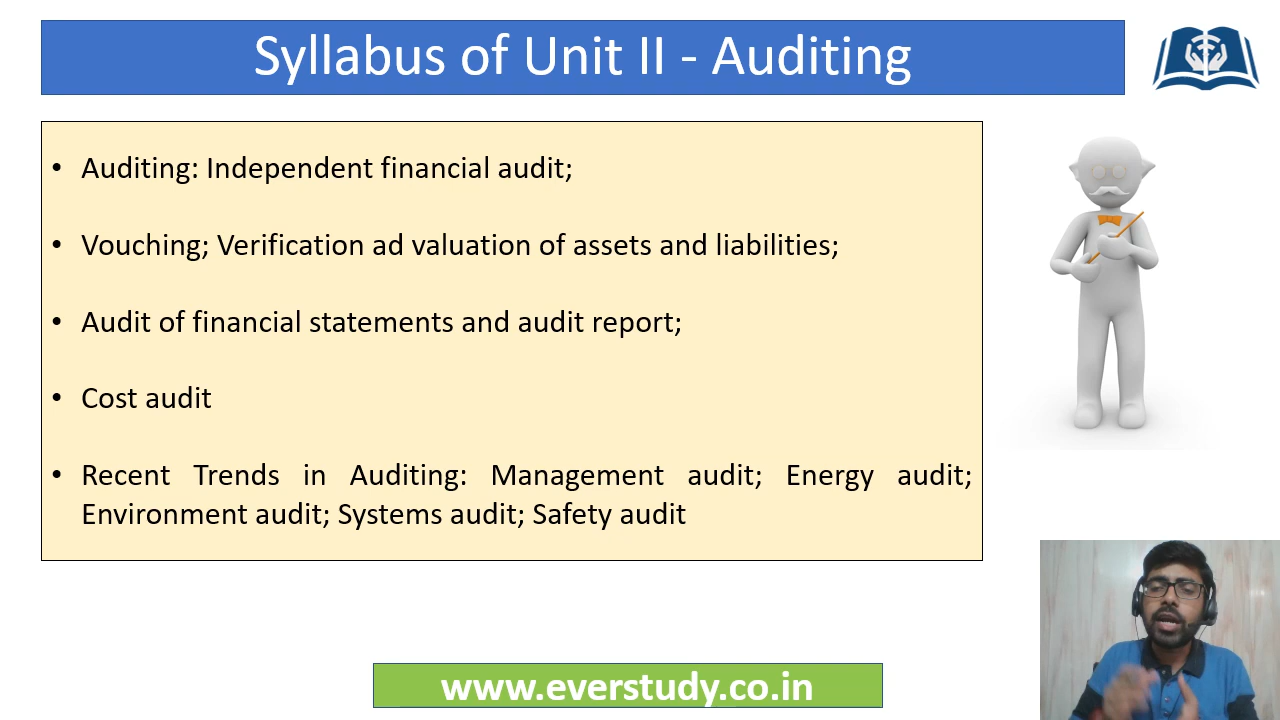 Syllabus of Unit II - Auditing
• Auditing: Independent financial audit;
• Vouching; Verification ad valuation of assets and liabilities;
• Audit of financial statements and audit report;
• Cost audit
• Recent Trends in Auditing: Management audit; Energy audit;
Environment audit; Systems audit; Safety audit
www.everstudy.co.in